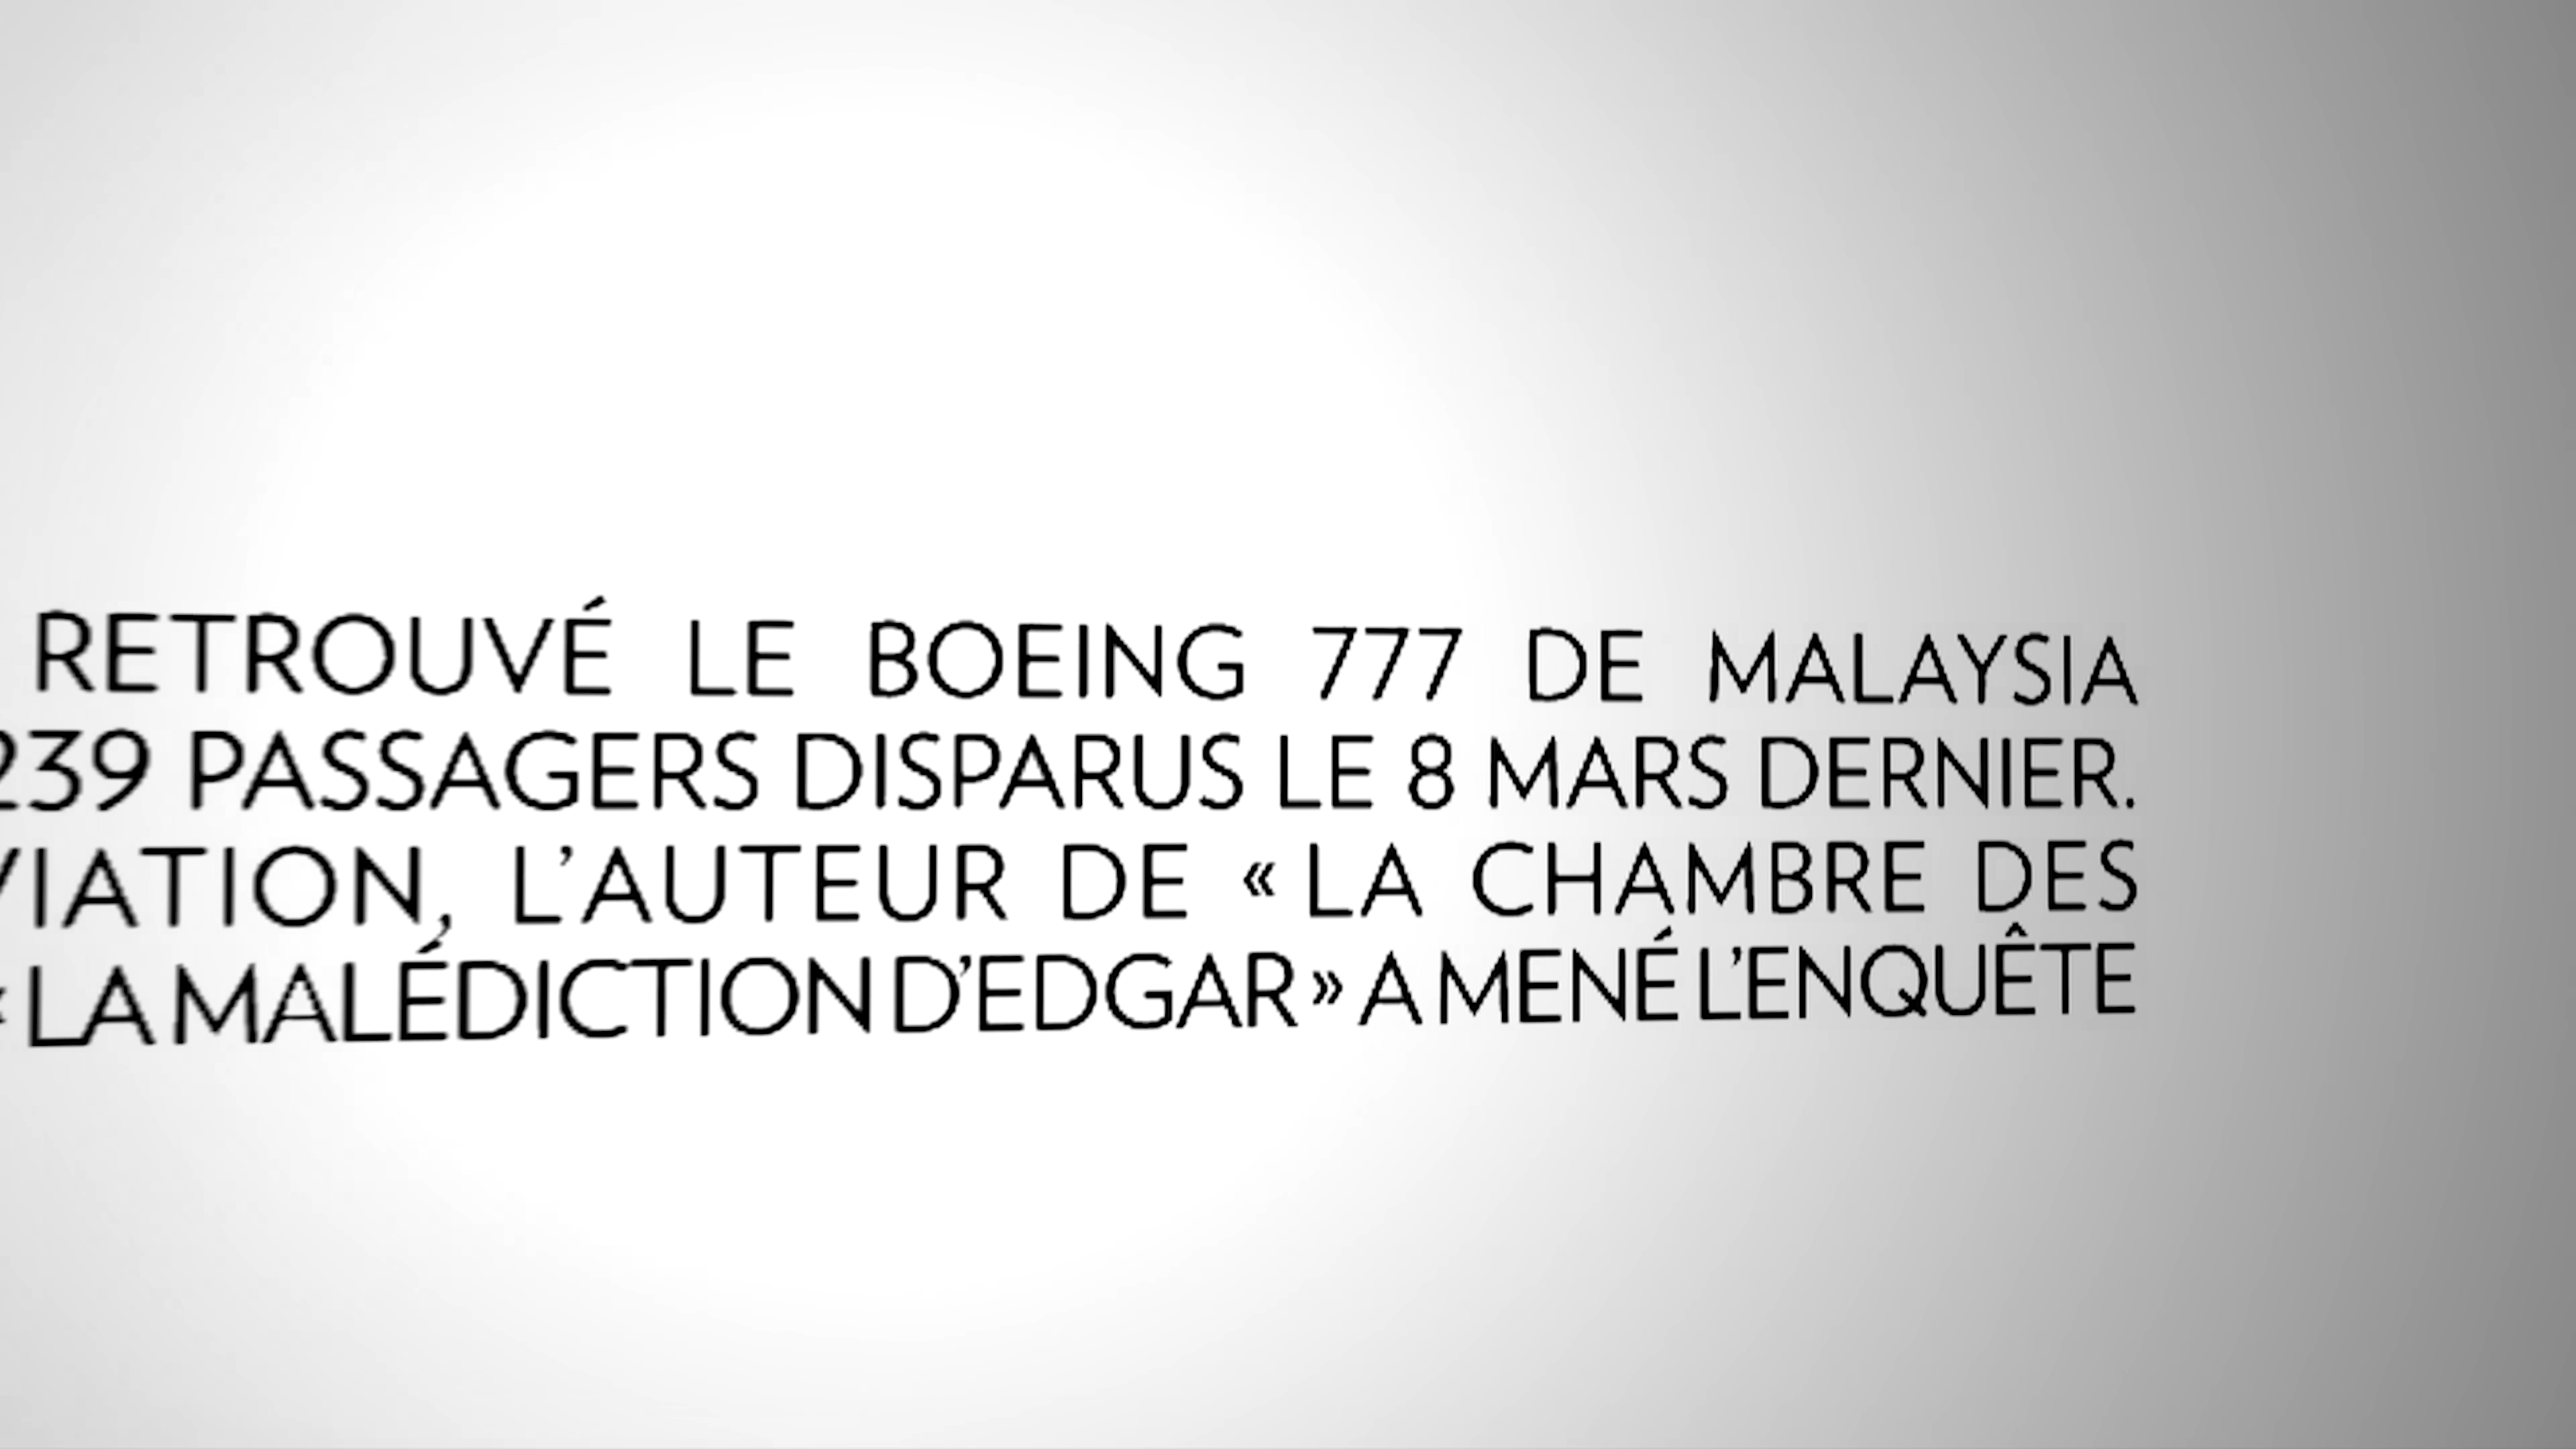 RETROUVÉ LE BOEING 777 DE MALAYSIA
239 PASSAGERS DISPARUS LE 8 MARS DERNIER.
VIATION, L’AUTEUR DE « LA CHAMBRE DES
« LA MALÉDICTION D’EDGAR » A MENÉ L’ENQUÊTE